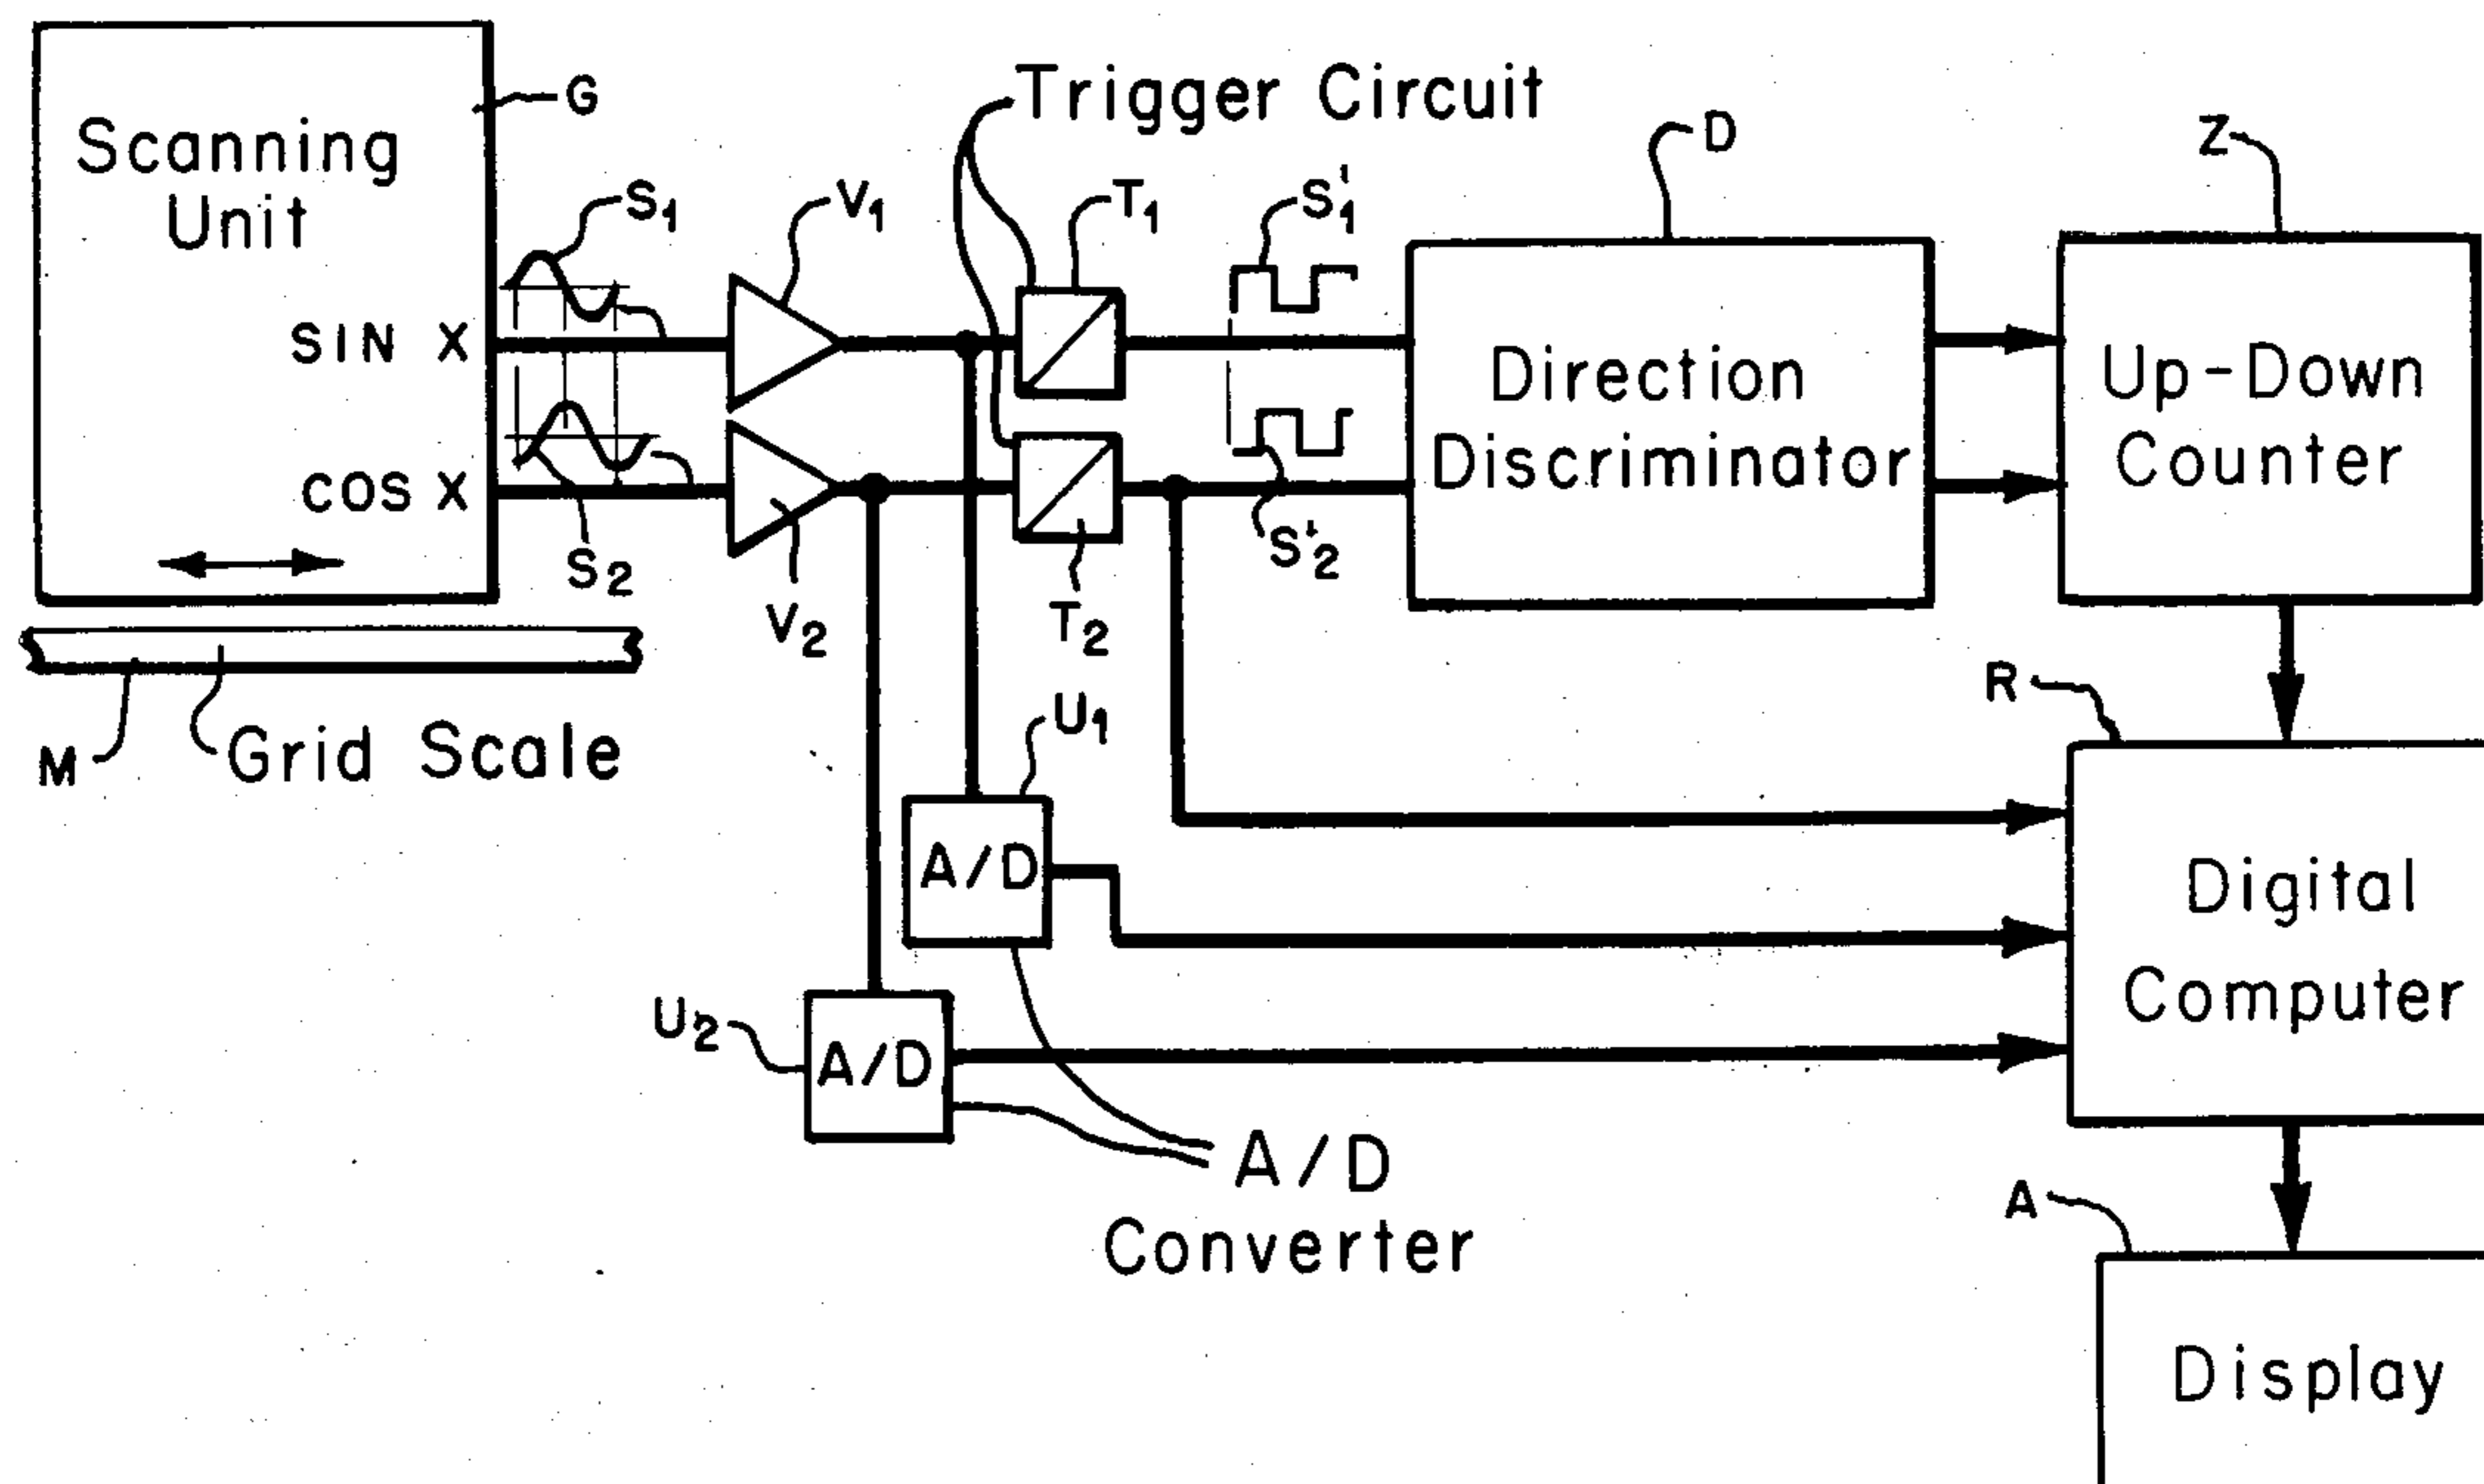 G
Scanning
Unit
SIN X
COS X
S1
S2
V1
V2
Trigger Circuit
T1
T2
S'1
S'2
D
Direction
Discriminator
Z
Up-Down
Counter
M
Grid Scale
U1
A/D
U2
A/D
A/D
Converter
R
Digital
Computer
A
Display